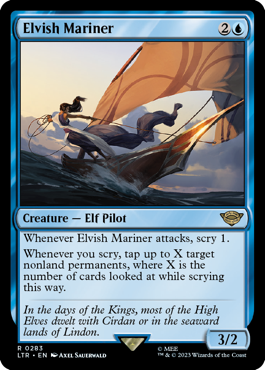 Elvish Mariner 2
Creature — Elf Pilot
Whenever Elvish Mariner attacks, scry 1.
Whenever you scry, tap up to X target
nonland permanents, where X is the
number of cards looked at while scrying
this way.
In the days of the Kings, most of the High
Elves dwelt with Círdan or in the seaward
lands of Lindon.
3/2
R 0283
LTR • EN AXEL SAUERWALD
© MEE
™ & © 2023 Wizards of the Coast